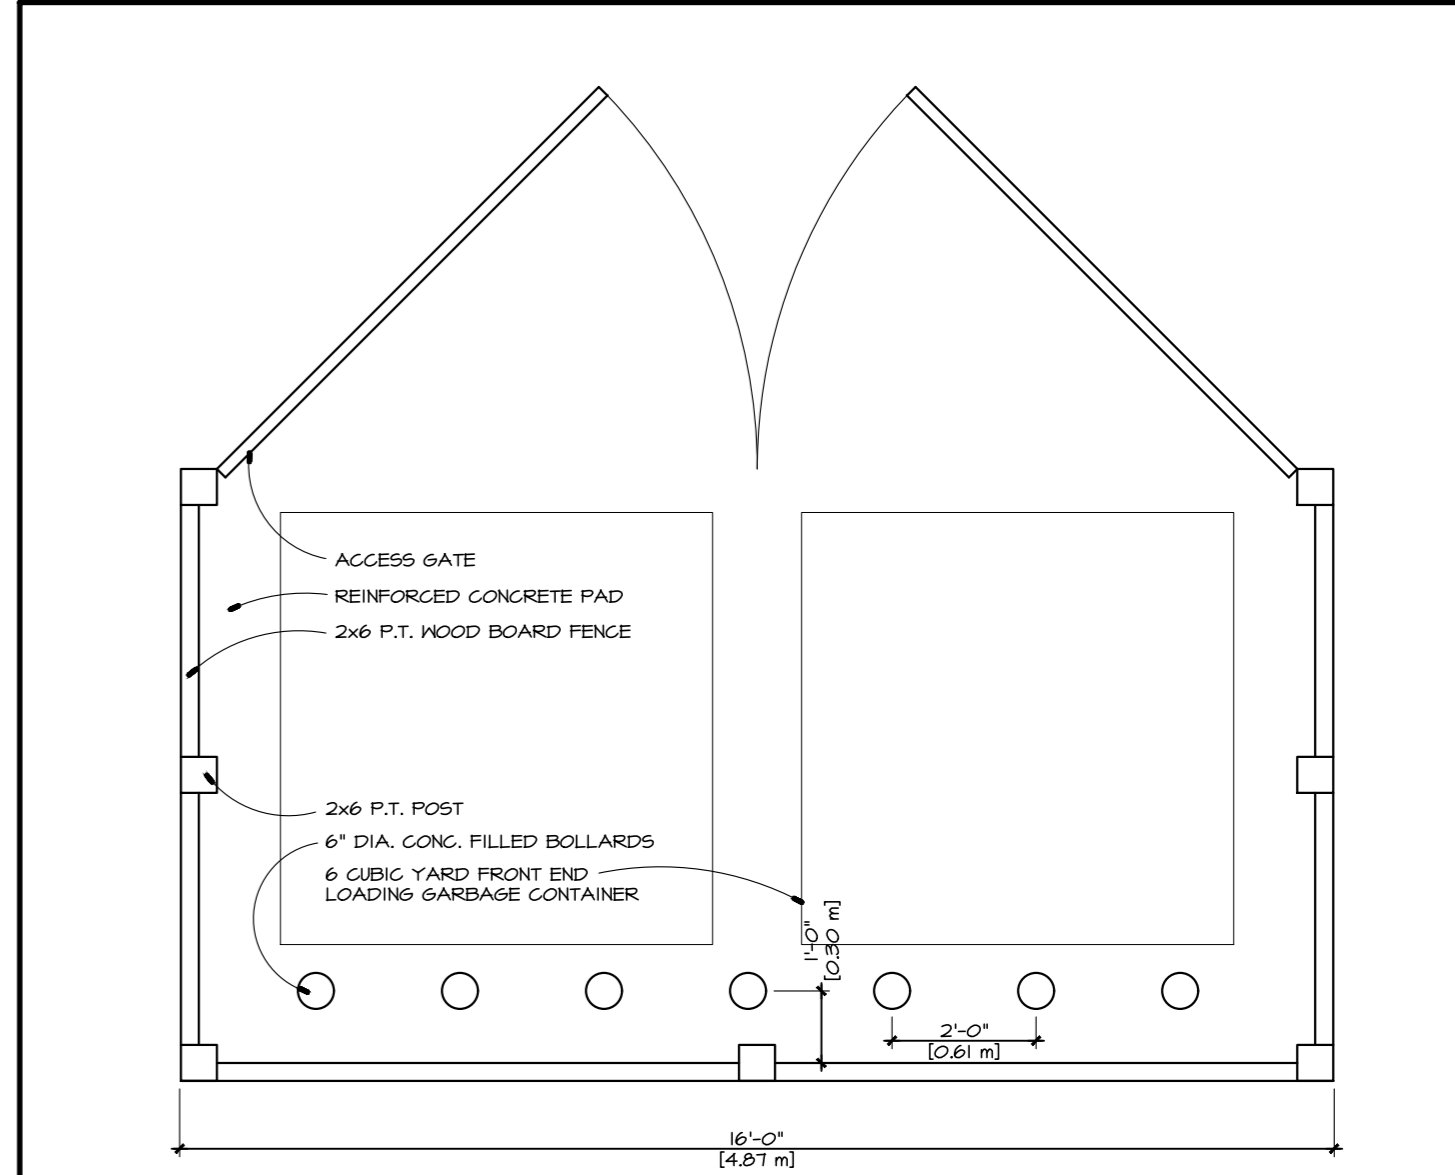 ACCESS GATE
REINFORCED CONCRETE PAD
2x6 P.T. WOOD BOARD FENCE
2x6 P.T. POST
6" DIA. CONC. FILLED BOLLARDS
6 CUBIC YARD FRONT END
LOADING GARBAGE CONTAINER
1'-0"
[0.30 m]
2'-0"
[0.61 m]
16'-0"
[4.87 m]